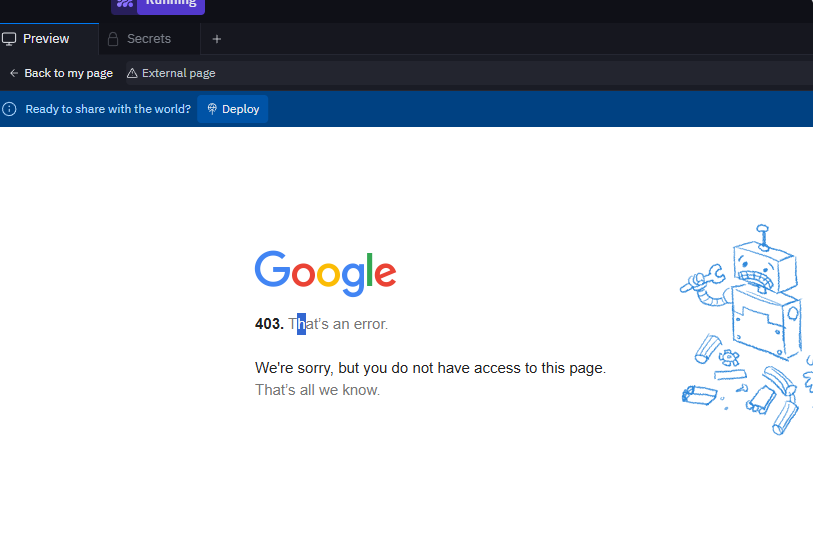 Running
Preview Secrets +
Back to my page External page
Ready to share with the world? Deploy
Google
403. That's an error.
We're sorry, but you do not have access to this page.
That's all we know.